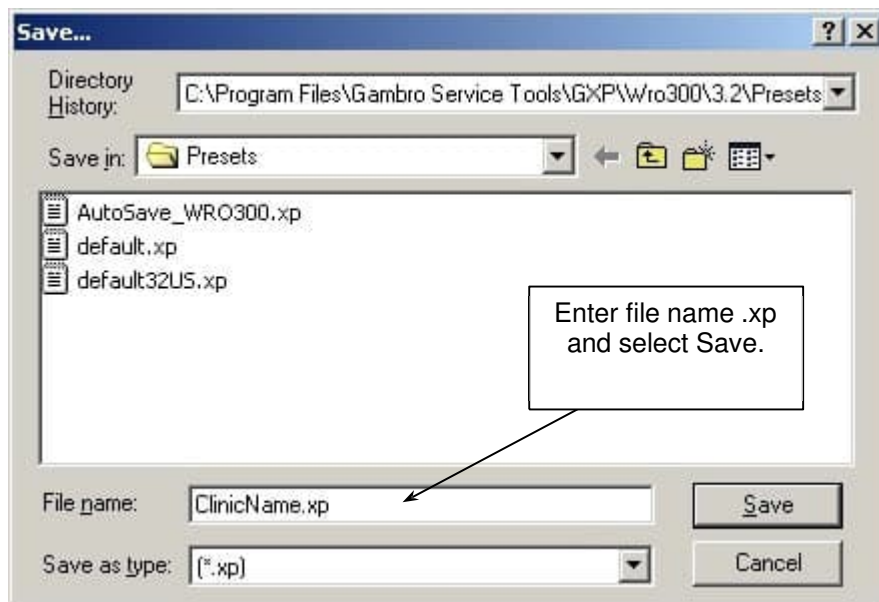 Save...
Directory History:
C:\Program Files\Gambro Service Tools\GXP\Wro300\3.2\Presets
Save in:
Presets
AutoSave_WRO300.xp
default.xp
default32US.xp
Enter file name .xp
and select Save.
File name:
ClinicName.xp
Save
Save as type:
(*.xp)
Cancel